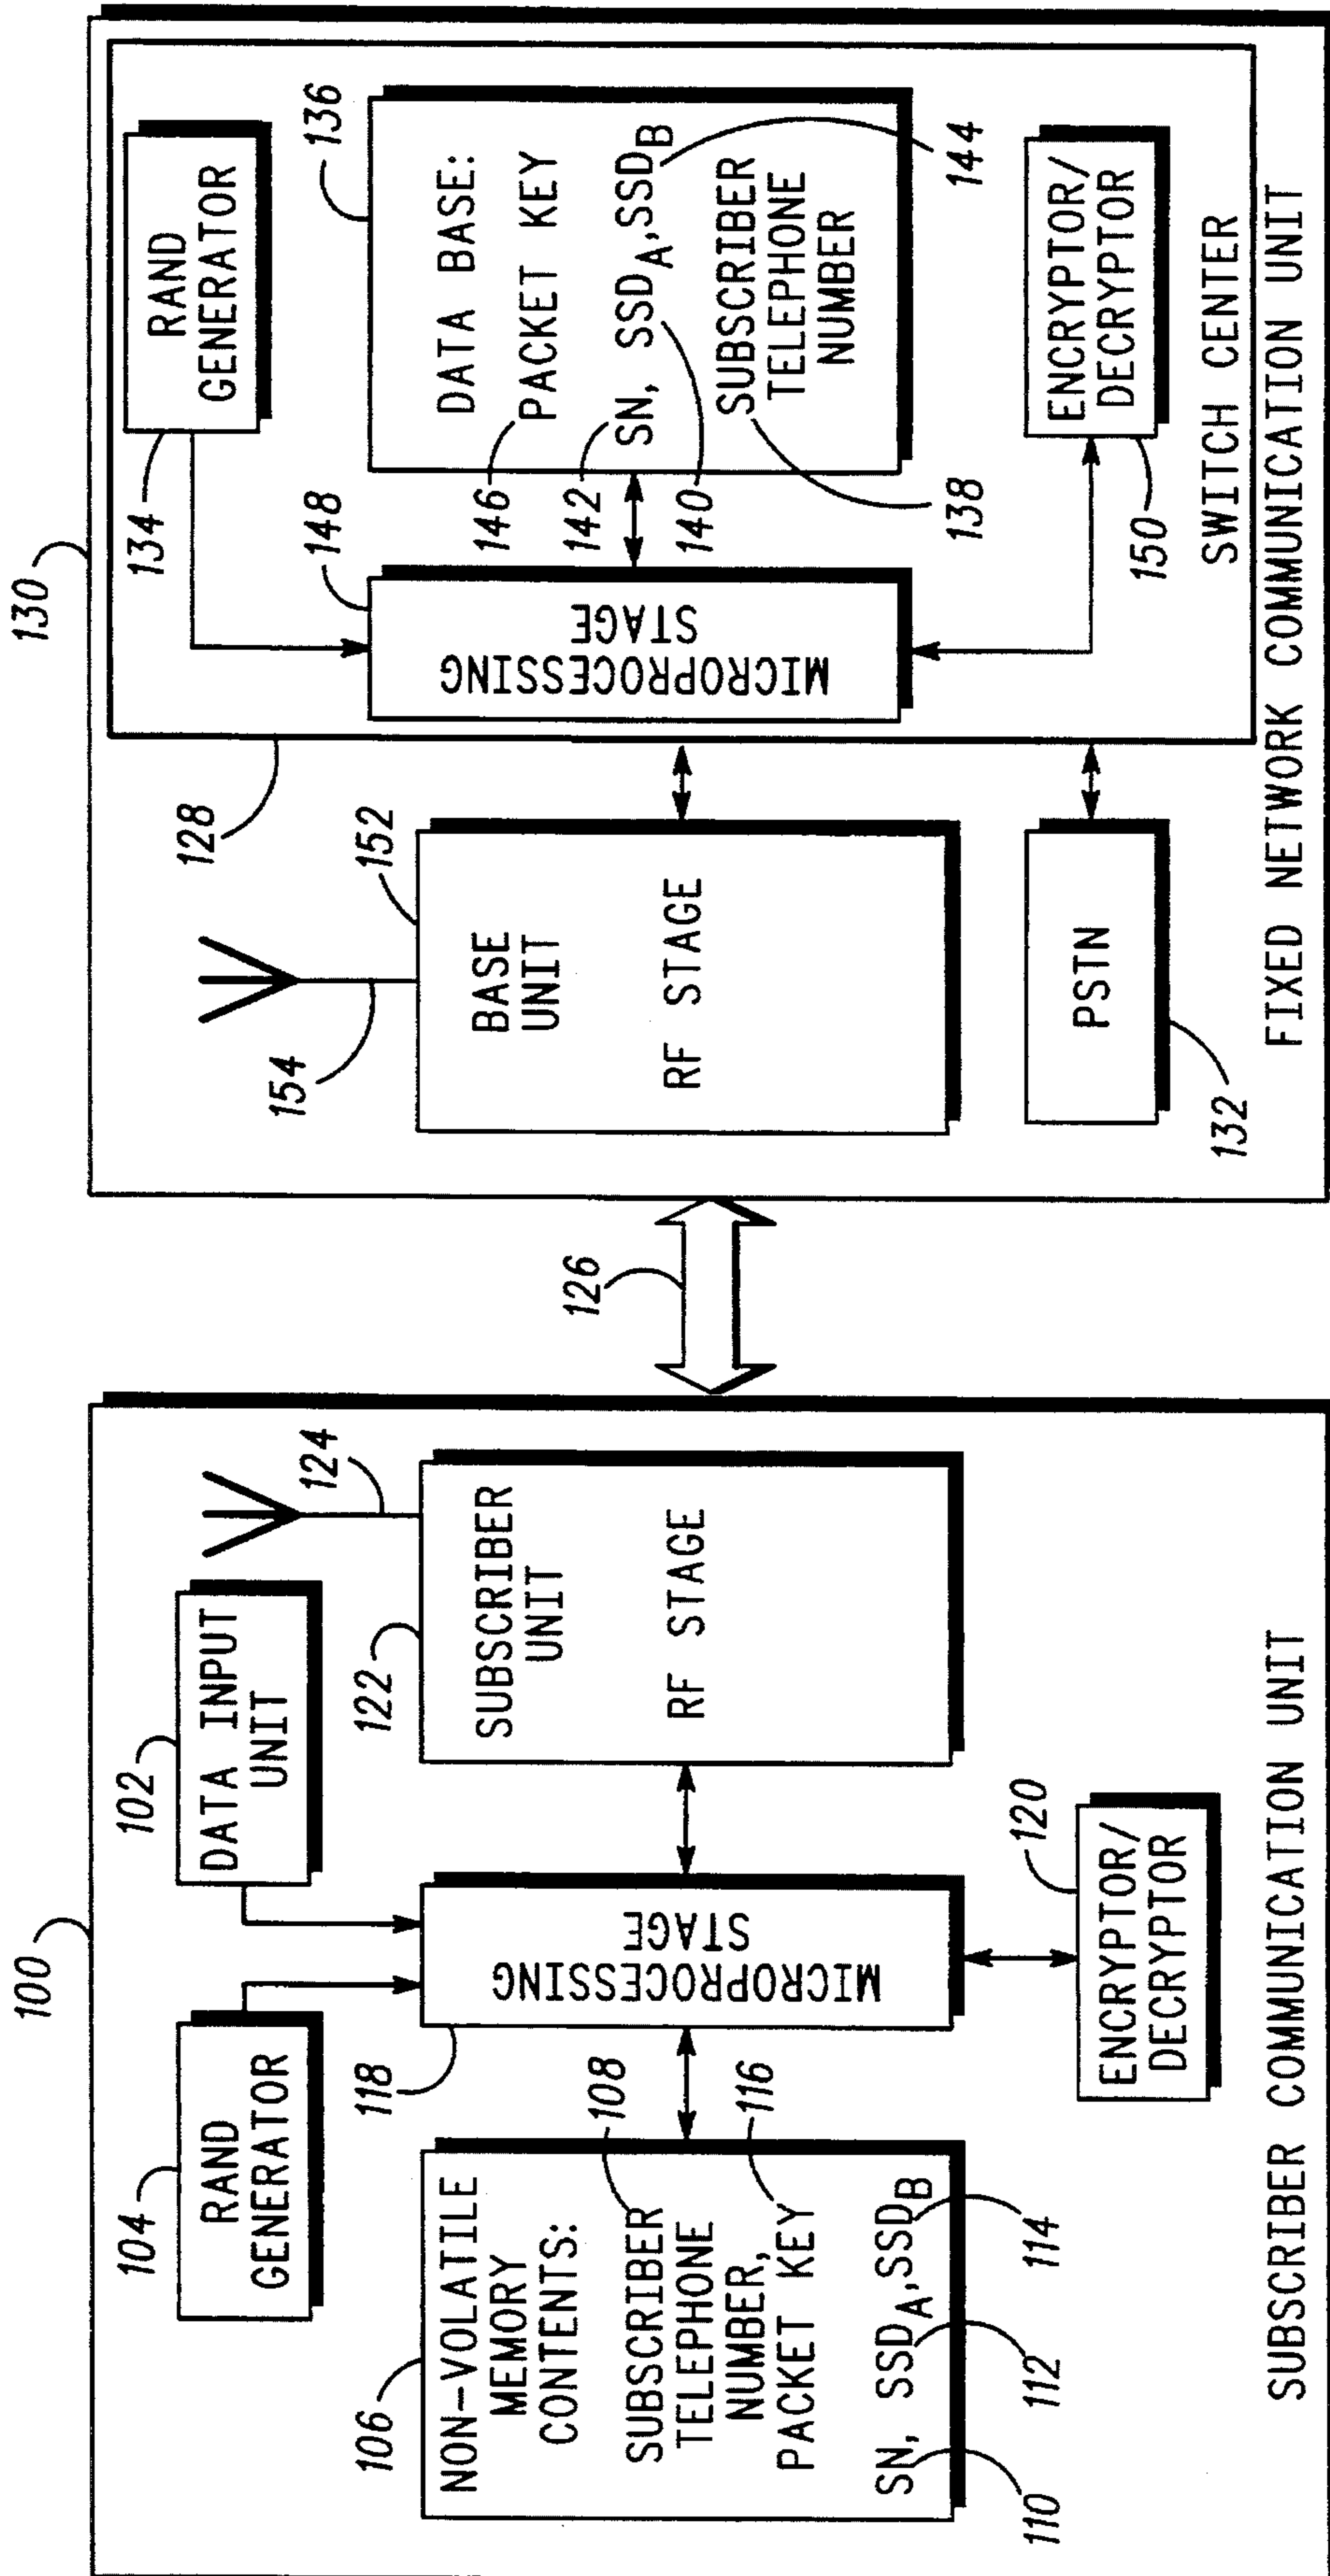 100
104
RAND
GENERATOR
102
DATA INPUT
UNIT
124
106
NON-VOLATILE
MEMORY
CONTENTS:
SUBSCRIBER
TELEPHONE
NUMBER,
PACKET KEY
SN, SSDA,SSDB
108
116
110
112
114
118
MICROPROCESSING
STAGE
122
SUBSCRIBER
UNIT
RF STAGE
120
ENCRYPTOR/
DECRYPTOR
SUBSCRIBER COMMUNICATION UNIT
126
130
154
152
BASE
UNIT
RF STAGE
132
PSTN
128
134
RAND
GENERATOR
148
MICROPROCESSING
STAGE
136
DATA BASE:
146
PACKET KEY
142
SN, SSDA,SSDB
140
144
SUBSCRIBER
TELEPHONE
NUMBER
138
150
ENCRYPTOR/
DECRYPTOR
SWITCH CENTER
FIXED NETWORK COMMUNICATION UNIT